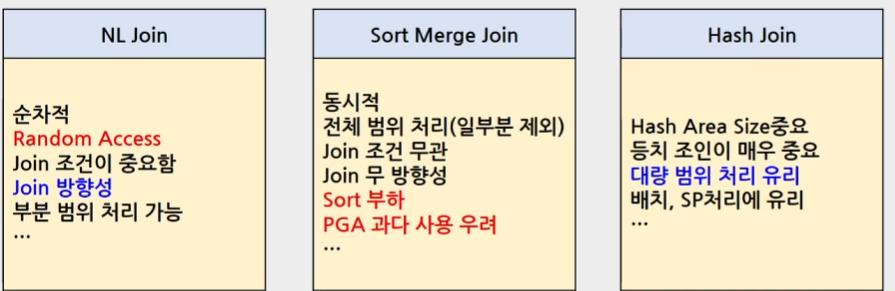 NL Join
순차적
Random Access
Join 조건이 중요함
Join 방향성
부분 범위 처리 가능
…
Sort Merge Join
동시적
전체 범위 처리(일부분 제외)
Join 조건 무관
Join 무 방향성
Sort 부하
PGA 과다 사용 우려
…
Hash Join
Hash Area Size중요
등치 조인이 매우 중요
대량 범위 처리 유리
배치, SP처리에 유리
…